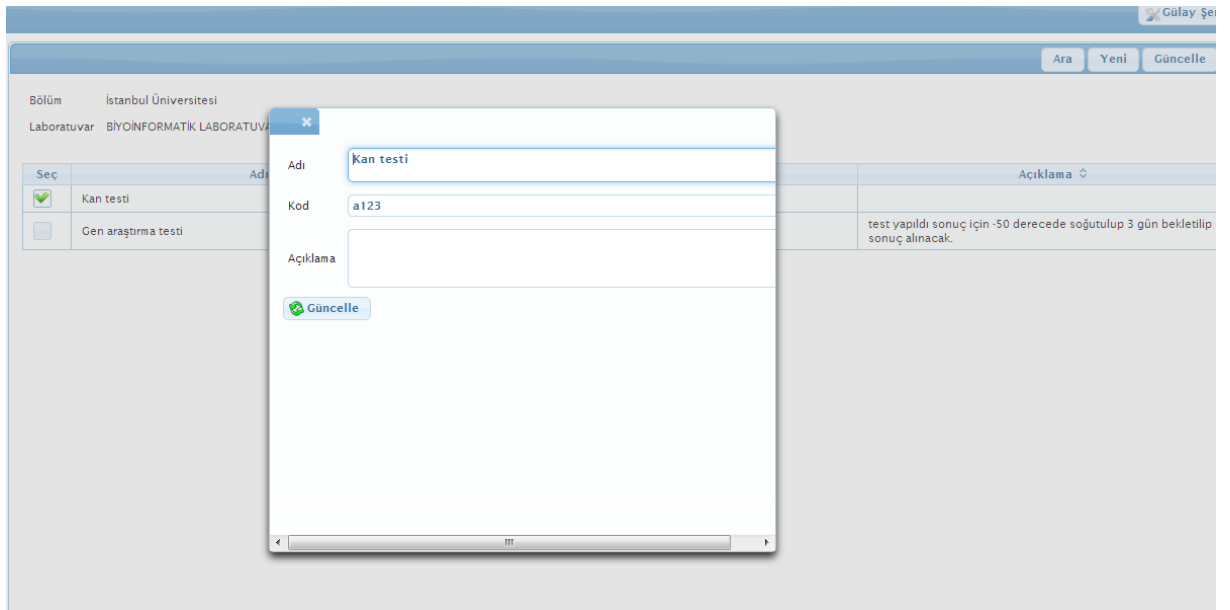 Gülay Şe
Ara Yeni Güncelle
Bölüm İstanbul Üniversitesi
Laboratuvar BİYOİNFORMATİK LABORATUV
Seç Adı Açıklama
Kan testi
Gen araştırma testi
test yapıldı sonuç için -50 derecede soğutulup 3 gün bekletilip
sonuç alınacak.
Adı Kan testi
Kod a123
Açıklama
Güncelle